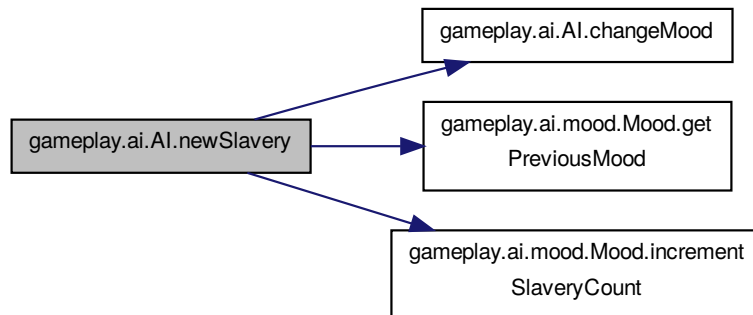 gameplay.ai.AI.changeMood
gameplay.ai.AI.newSlavery
gameplay.ai.mood.Mood.get
PreviousMood
gameplay.ai.mood.Mood.increment
SlaveryCount